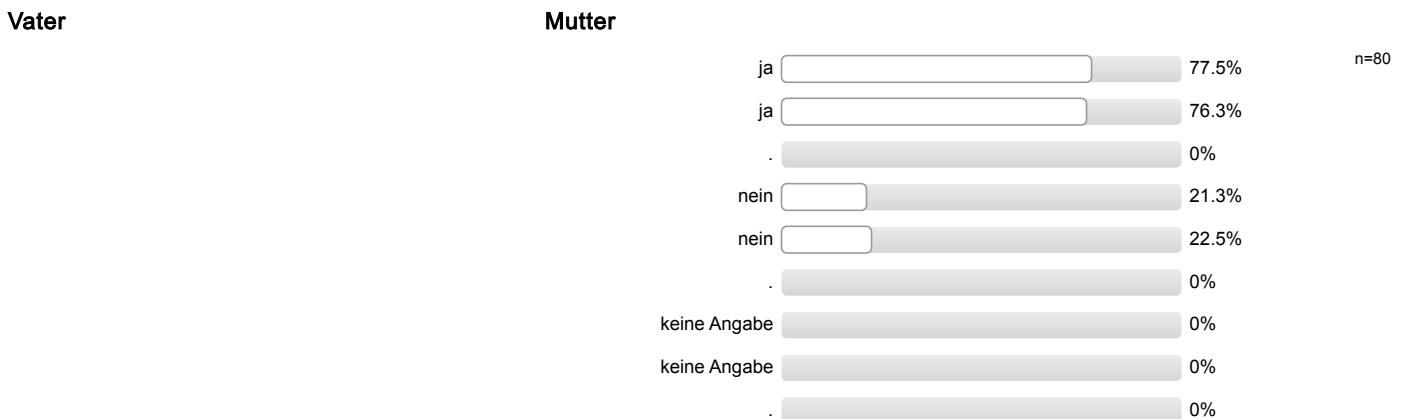 Vater Mutter
ja 77.5% n=80
ja 76.3%
. 0%
nein 21.3%
nein 22.5%
. 0%
keine Angabe 0%
keine Angabe 0%
. 0%